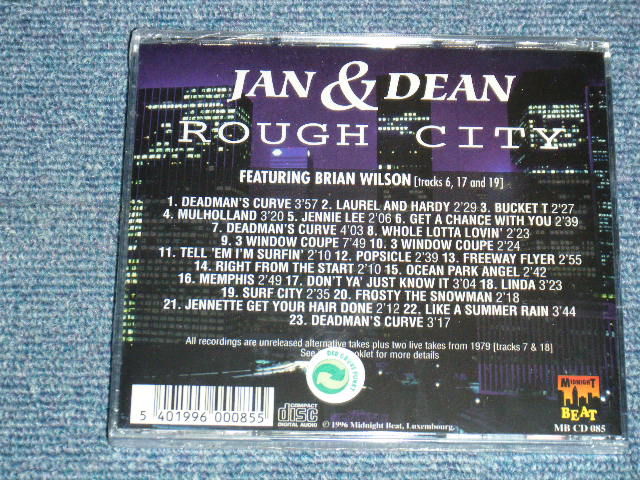 JAN & DEAN
ROUGH CITY
FEATURING BRIAN WILSON [tracks 6, 17 and 19]
1. DEADMAN'S CURVE 3'57 2. LAUREL AND HARDY 2'29 3. BUCKET T 2'27
4. MULHOLLAND 3'20 5. JENNIE LEE 2'06 6. GET A CHANCE WITH YOU 2'39
7. DEADMAN'S CURVE 4'03 8. WHOLE LOTTA LOVIN' 2'23
9. 3 WINDOW COUPE 7'49 10. 3 WINDOW COUPE 2'24
11. TELL 'EM I'M SURFIN' 2'10 12. POPSICLE 2'39 13. FREEWAY FLYER 2'55
14. RIGHT FROM THE START 2'10 15. OCEAN PARK ANGEL 2'42
16. MEMPHIS 2'49 17. DON'T YA' JUST KNOW IT 3'04 18. LINDA 3'23
19. SURF CITY 2'35 20. FROSTY THE SNOWMAN 2'18
21. JENNETTE GET YOUR HAIR DONE 2'12 22. LIKE A SUMMER RAIN 3'44
23. DEADMAN'S CURVE 3'17
All recordings are unreleased alternative takes plus two live takes from 1979 [tracks 7 & 18]
See booklet for more details
DER GRÜNE PUNKT
5 401996 000855
COMPACT disc DIGITAL AUDIO
© 1996 Midnight Beat, Luxembourg.
MIDNIGHT BEAT
MB CD 085